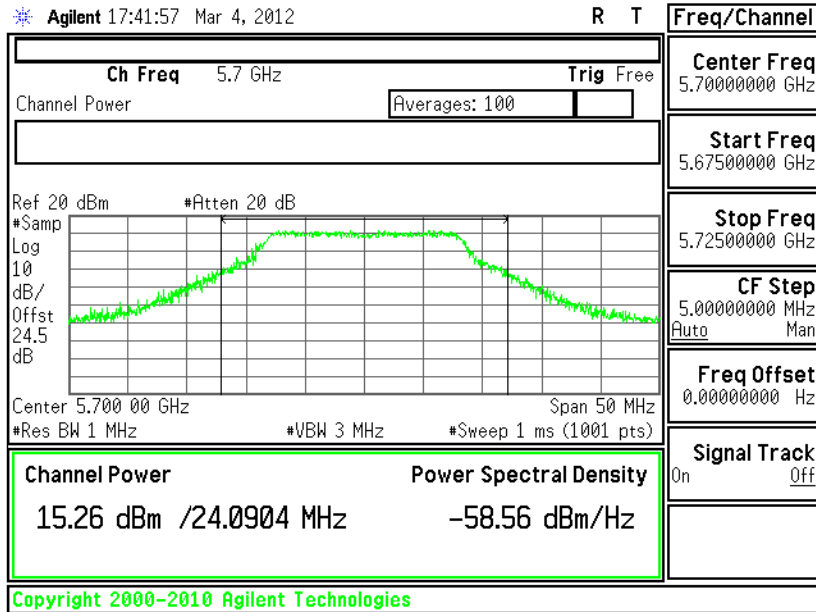 Agilent 17:41:57 Mar 4, 2012 R T
Freq/Channel
Ch Freq 5.7 GHz Trig Free
Channel Power Averages: 100
Center Freq
5.70000000 GHz
Start Freq
5.67500000 GHz
Stop Freq
5.72500000 GHz
CF Step
5.00000000 MHz
Auto Man
Freq Offset
0.00000000 Hz
Signal Track
On Off
Ref 20 dBm #Atten 20 dB
#Samp
Log
10
dB/
Offst
24.5
dB
Center 5.700 00 GHz Span 50 MHz
#Res BW 1 MHz #VBW 3 MHz #Sweep 1 ms (1001 pts)
Channel Power Power Spectral Density
15.26 dBm /24.0904 MHz -58.56 dBm/Hz
Copyright 2000-2010 Agilent Technologies